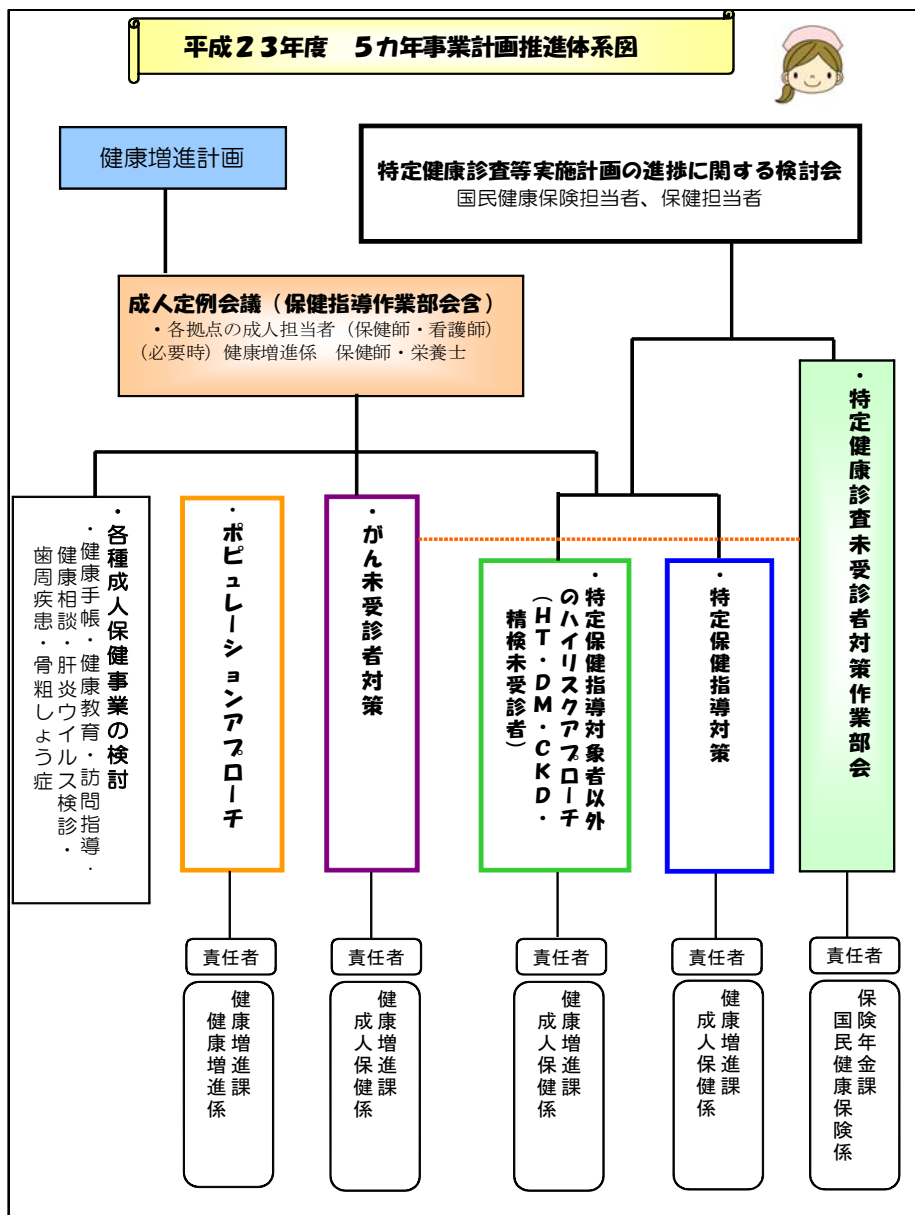 平成２３年度　５カ年事業計画推進体系図
健康増進計画
特定健康診査等実施計画の進捗に関する検討会
国民健康保険担当者、保健担当者
成人定例会議（保健指導作業部会含）
・各拠点の成人担当者（保健師・看護師）
（必要時）健康増進係　保健師・栄養士
・各種成人保健事業の検討
・健康手帳・健康教育・訪問指導・
健康相談・肝炎ウイルス検診・
歯周疾患・骨粗しょう症
・ポピュレーションアプローチ
・がん未受診者対策
・特定保健指導対象者以外
のハイリスクアプローチ
（ＨＴ・ＤＭ・ＣＫＤ・
精検未受診者）
・特定保健指導対策
・特定健康診査未受診者対策作業部会
責任者
責任者
責任者
責任者
責任者
健康増進課
健康増進係
健康増進課
成人保健係
健康増進課
成人保健係
健康増進課
成人保健係
保険年金課
国民健康保険係